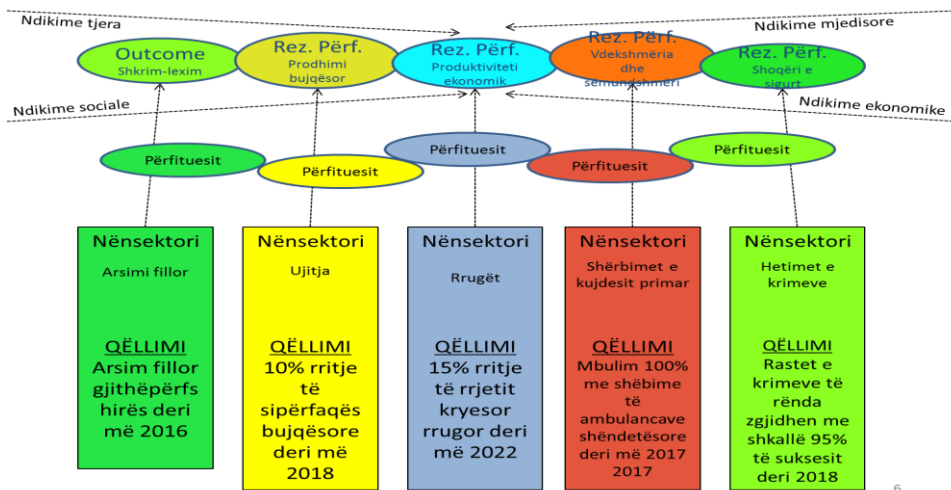 Ndikime tjera
Ndikime mjedisore
Outcome
Shkrim-lexim
Rez. Përf.
Prodhimi
bujqësor
Rez. Përf.
Produktiviteti
ekonomik
Rez. Përf.
Vdekshmëria
dhe
sëmundshmëri
Rez. Përf.
Shoqëri e
sigurt
Ndikime sociale
Ndikime ekonomike
Përfituesit
Përfituesit
Përfituesit
Përfituesit
Përfituesit
Nënsektori
Arsimi fillor
QËLLIMI
Arsim fillor
gjithëpërfs
hirës deri
më 2016
Nënsektori
Ujitja
QËLLIMI
10% rritje
të
sipërfaqës
bujqësore
deri më
2018
Nënsektori
Rrugët
QËLLIMI
15% rritje
të rrjetit
kryesor
rrugor deri
më 2022
Nënsektori
Shërbimet e
kujdesit primar
QËLLIMI
Mbulim 100%
me shëbime
të
ambulancave
shëndetësore
deri më 2017
2017
Nënsektori
Hetimet e
krimeve
QËLLIMI
Rastet e
krimeve të
rënda
zgjidhen me
shkallë 95%
të suksesit
deri 2018
6